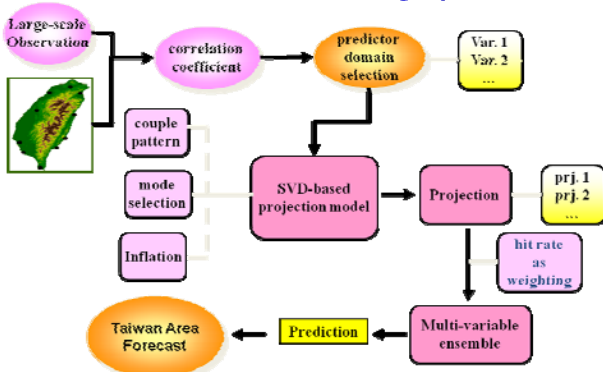 Large-scale
Observation
correlation
coefficient
predictor
domain
selection
Var. 1
Var. 2
...
couple
pattern
mode
selection
Inflation
SVD-based
projection model
Projection
prj. 1
prj. 2
...
hit rate
as
weighting
Multi-variable
ensemble
Prediction
Taiwan Area
Forecast